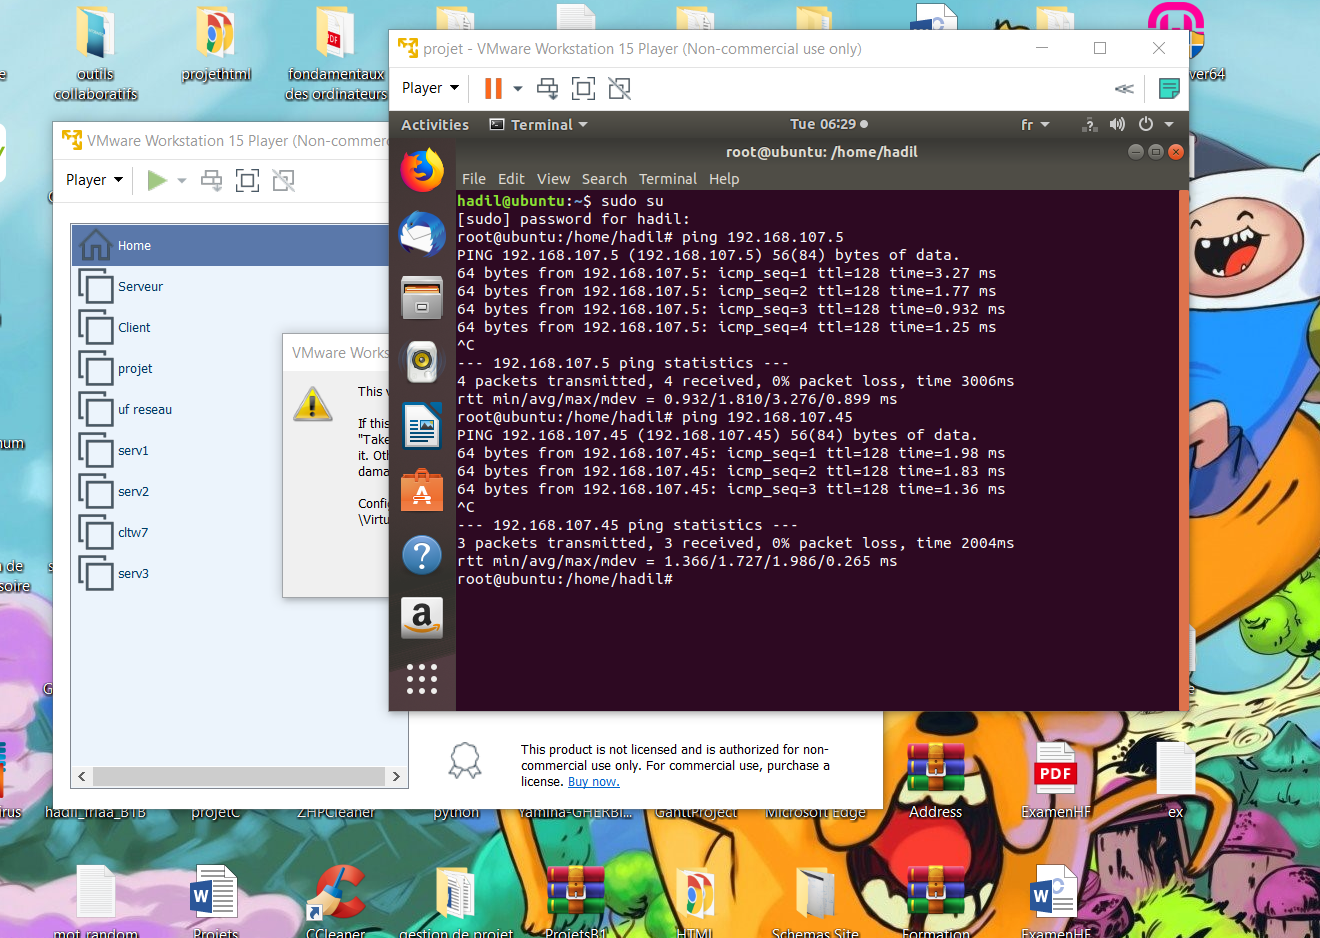 outils
collaboratifs
projethtml
fondamentaux
des ordinateurs
ver64
projet - VMware Workstation 15 Player (Non-commercial use only)
Player
Activities
Terminal
Tue 06:29
fr
root@ubuntu: /home/hadil
File Edit View Search Terminal Help
hadil@ubuntu:~$ sudo su
[sudo] password for hadil:
root@ubuntu:/home/hadil# ping 192.168.107.5
PING 192.168.107.5 (192.168.107.5) 56(84) bytes of data.
64 bytes from 192.168.107.5: icmp_seq=1 ttl=128 time=3.27 ms
64 bytes from 192.168.107.5: icmp_seq=2 ttl=128 time=1.77 ms
64 bytes from 192.168.107.5: icmp_seq=3 ttl=128 time=0.932 ms
64 bytes from 192.168.107.5: icmp_seq=4 ttl=128 time=1.25 ms
^C
--- 192.168.107.5 ping statistics ---
4 packets transmitted, 4 received, 0% packet loss, time 3006ms
rtt min/avg/max/mdev = 0.932/1.810/3.276/0.899 ms
root@ubuntu:/home/hadil# ping 192.168.107.45
PING 192.168.107.45 (192.168.107.45) 56(84) bytes of data.
64 bytes from 192.168.107.45: icmp_seq=1 ttl=128 time=1.98 ms
64 bytes from 192.168.107.45: icmp_seq=2 ttl=128 time=1.83 ms
64 bytes from 192.168.107.45: icmp_seq=3 ttl=128 time=1.36 ms
^C
--- 192.168.107.45 ping statistics ---
3 packets transmitted, 3 received, 0% packet loss, time 2004ms
rtt min/avg/max/mdev = 1.366/1.727/1.986/0.265 ms
root@ubuntu:/home/hadil#
VMware Workstation 15 Player (Non-commer
Player
Home
Serveur
Client
projet
uf reseau
serv1
serv2
cltw7
serv3
VMware Works
This v
If this
"Take
it. Oth
dama
Config
\Virtu
This product is not licensed and is authorized for non-
commercial use only. For commercial use, purchase a
license. Buy now.
num
n de
soire
PDF
irus
hadil_friaa_BTB
projetC
ZHPCleaner
python
Yamina-GHERBI...
GanttProject
Microsoft Edge
Address
ExamenHF
ex
mot random
Projets
CCleaner
gestion de projet
ProjetsB1
HTML
Schemas Site
Formation
ExamenHF